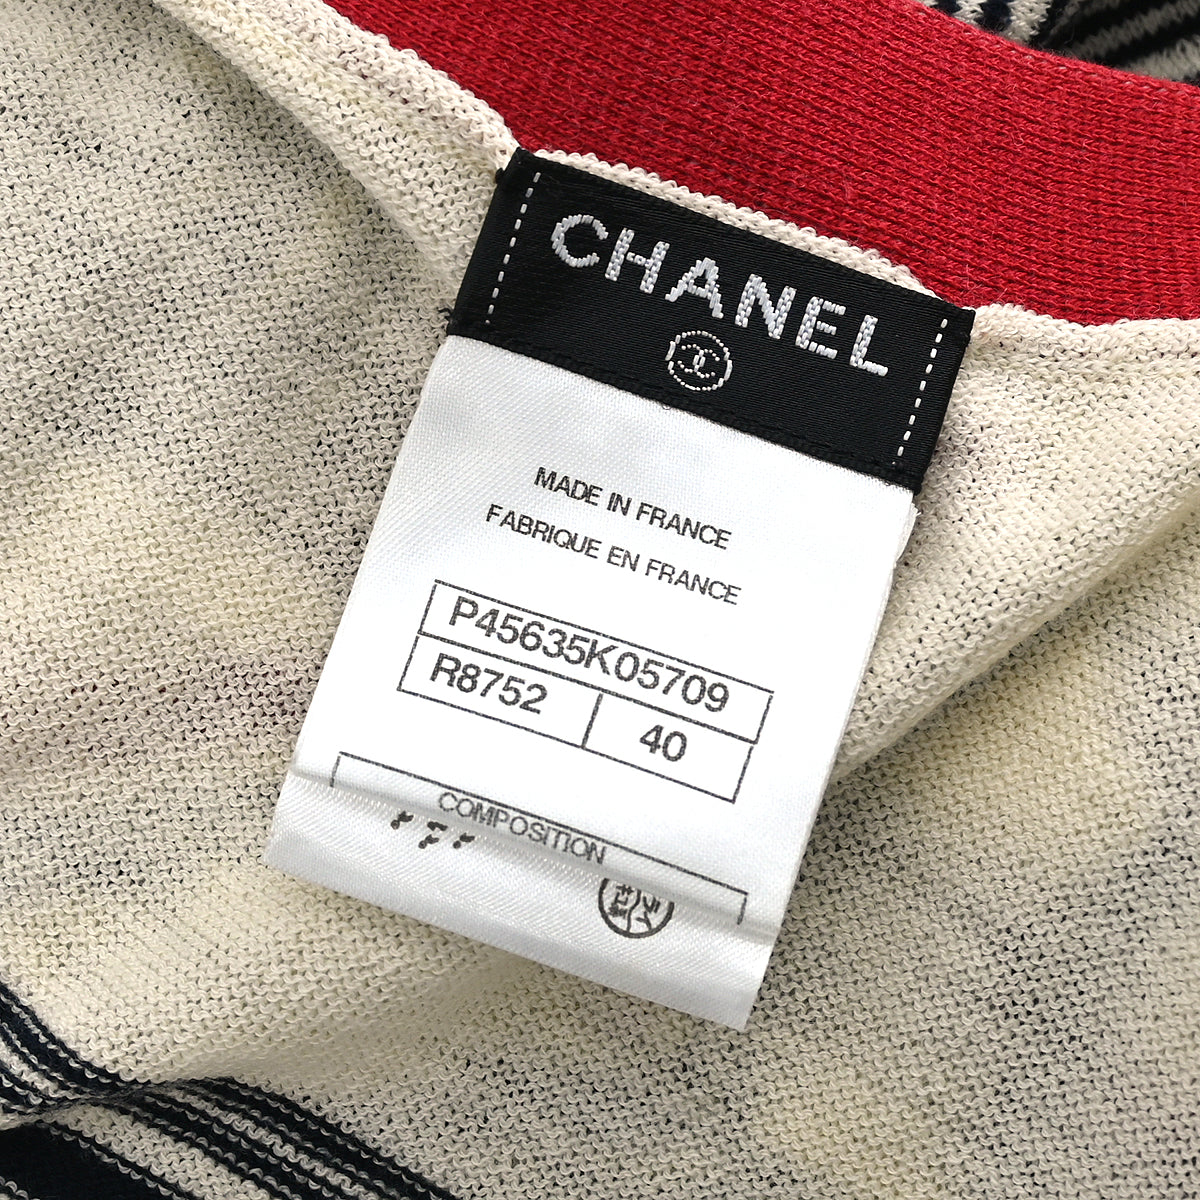 CHANEL
MADE IN FRANCE
FABRIQUE EN FRANCE
P45635K05709
R8752 40
COMPOSITION